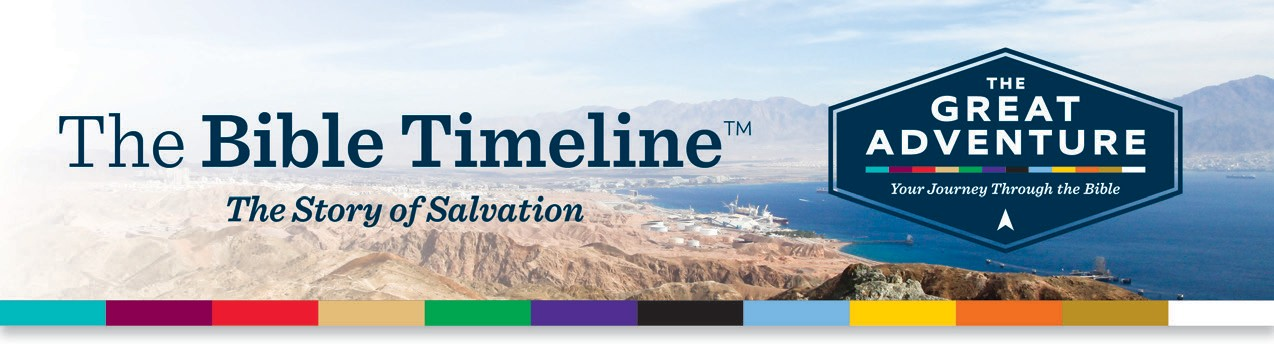 The Bible Timeline™
The Story of Salvation
THE
GREAT
ADVENTURE
Your Journey Through the Bible